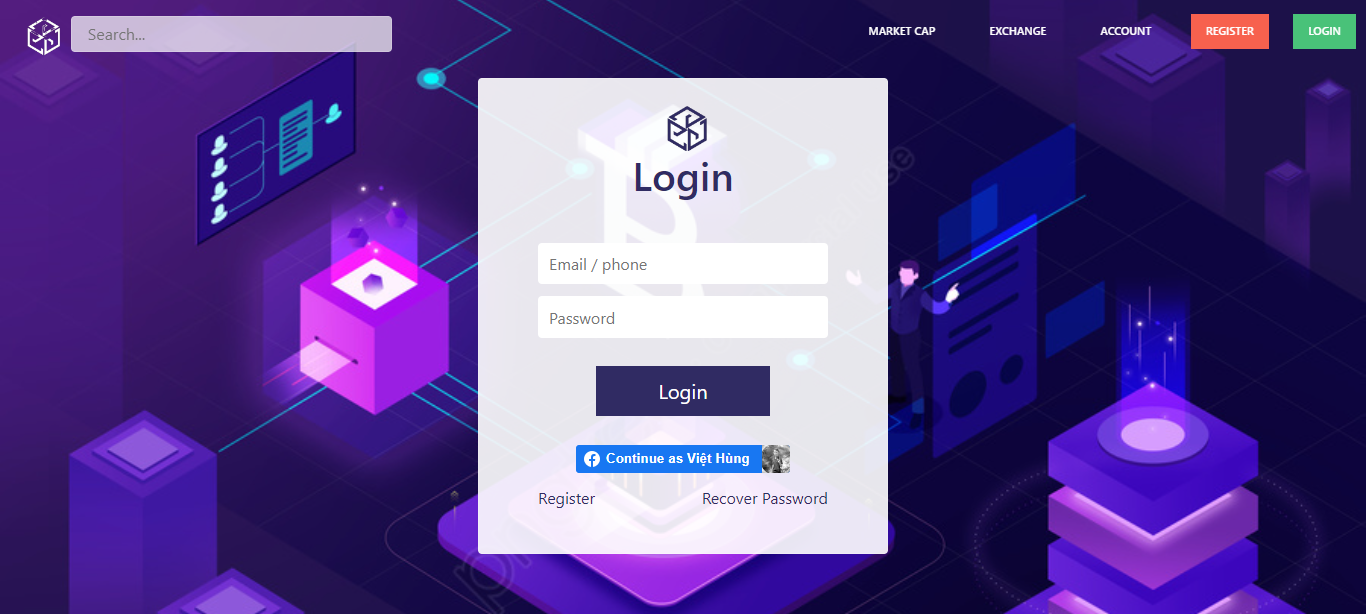 Search...
MARKET CAP
EXCHANGE
ACCOUNT
REGISTER
LOGIN
Login
Email / phone
Password
Login
Continue as Việt Hùng
Register
Recover Password